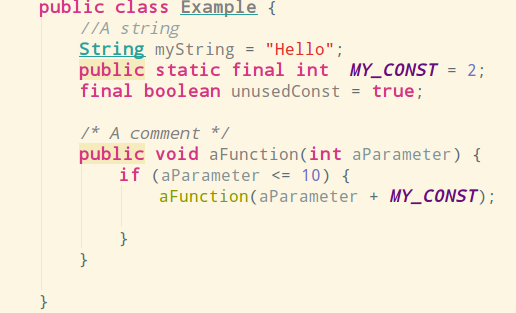 public class Example {
//A string
String myString = "Hello";
public static final int  MY_CONST = 2;
final boolean unusedConst = true;
/* A comment */
public void aFunction(int aParameter) {
if (aParameter <= 10) {
aFunction(aParameter + MY_CONST);
}
}
}